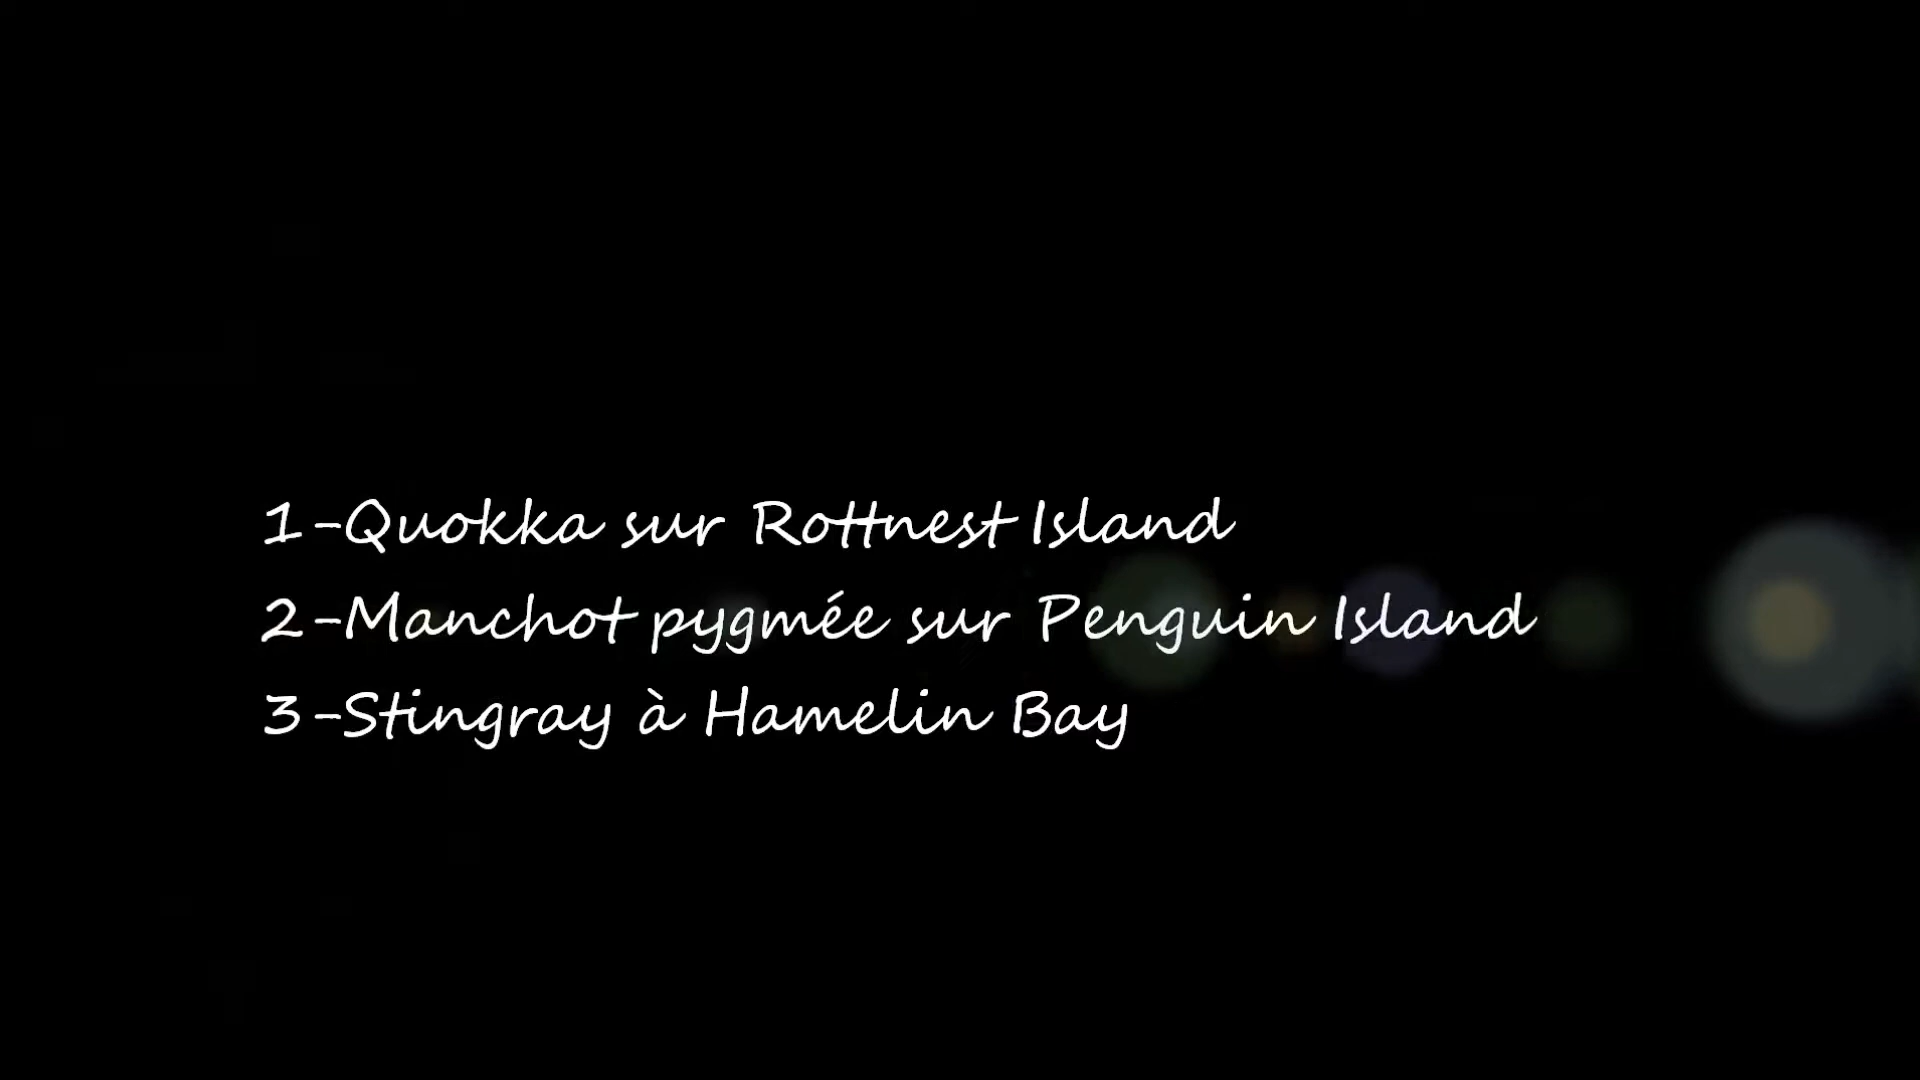 1-Quokka sur Rottnest Island
2-Manchot pygmée sur Penguin Island
3-Stingray à Hamelin Bay